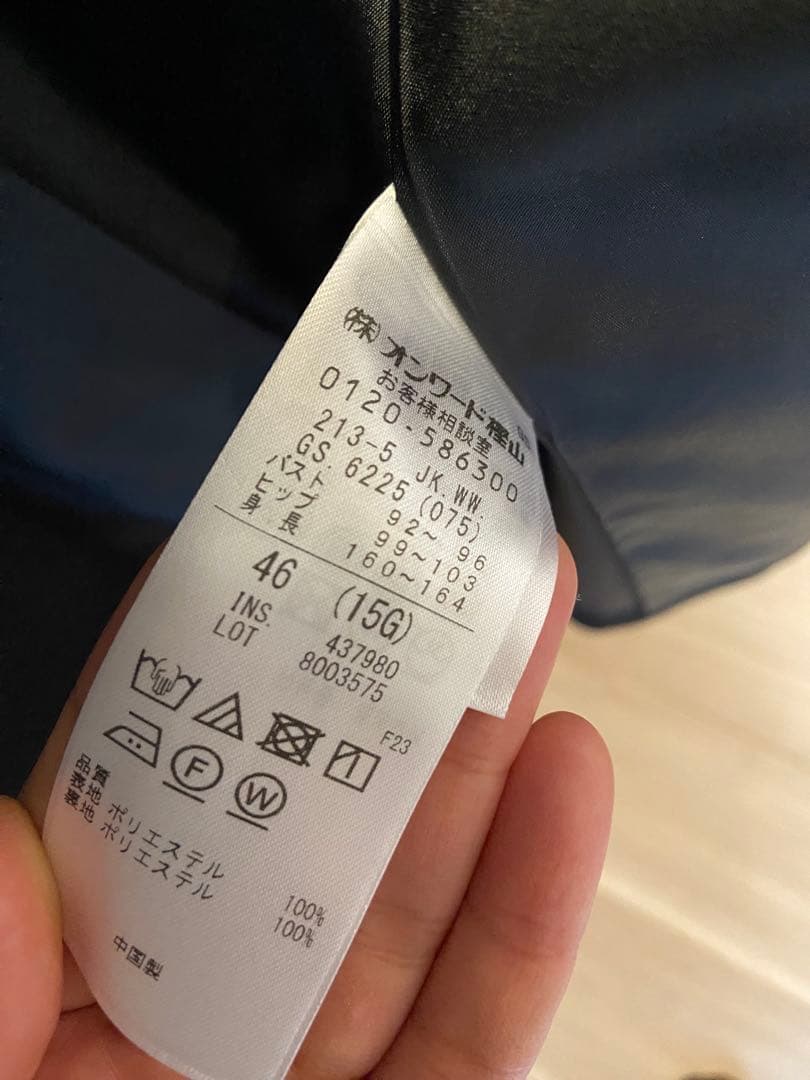 (株)オンワード樫山
お客様相談室
0120-586300
213-5 JK.WW.
GS. 6225 (075)
バスト 92~ 96
ヒップ 99~103
身長 160~164
46 (15G)
INS. 437980
LOT 8003575
F23
F
W
品質
表地 ポリエステル 100%
裏地 ポリエステル 100%
中国製